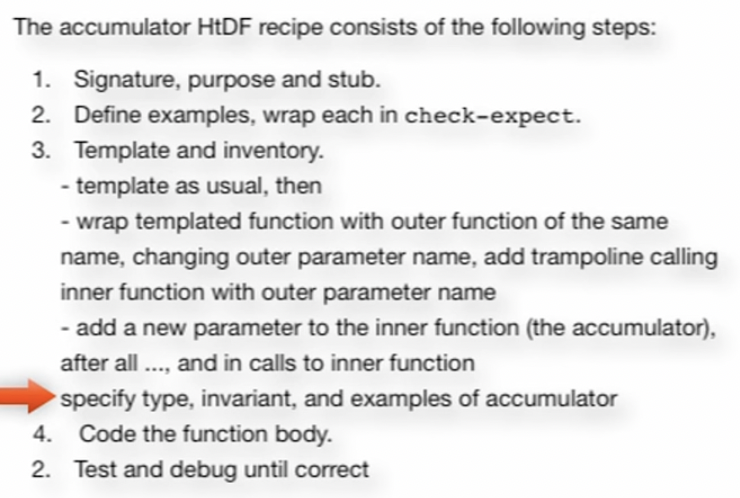 The accumulator HtDF recipe consists of the following steps:
1. Signature, purpose and stub.
2. Define examples, wrap each in check-expect.
3. Template and inventory.
- template as usual, then
- wrap templated function with outer function of the same
name, changing outer parameter name, add trampoline calling
inner function with outer parameter name
- add a new parameter to the inner function (the accumulator),
after all ..., and in calls to inner function
specify type, invariant, and examples of accumulator
4. Code the function body.
2. Test and debug until correct